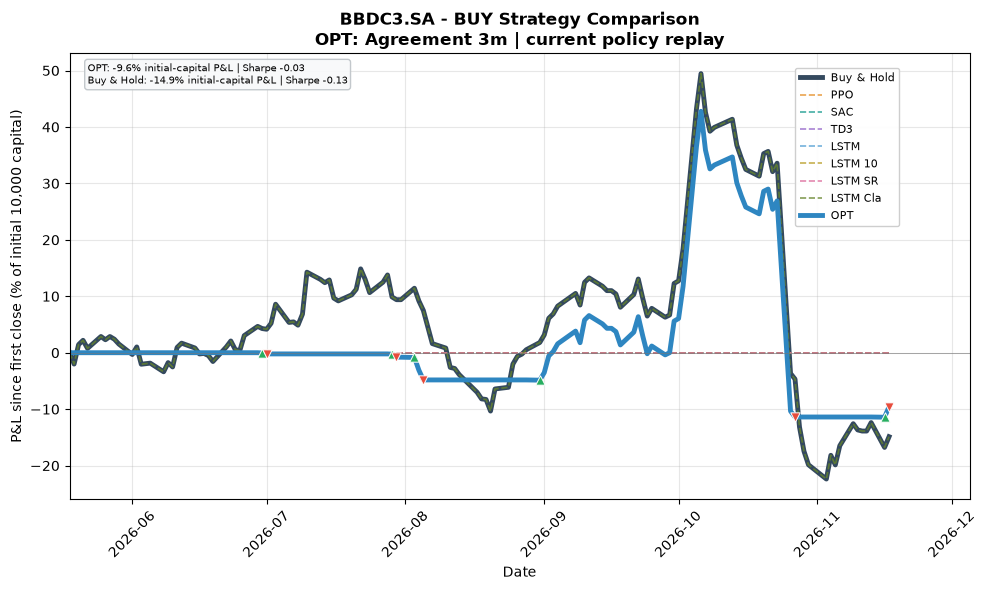 BBDC3.SA - BUY Strategy Comparison
OPT: Agreement 3m | current policy replay
OPT: -9.6% initial-capital P&L | Sharpe -0.03
Buy & Hold: -14.9% initial-capital P&L | Sharpe -0.13
Buy & Hold
PPO
SAC
TD3
LSTM
LSTM 10
LSTM SR
LSTM Cla
OPT
P&L since first close (% of initial 10,000 capital)
50
40
30
20
10
0
−10
−20
2026-06
2026-07
2026-08
2026-09
2026-10
2026-11
2026-12
Date